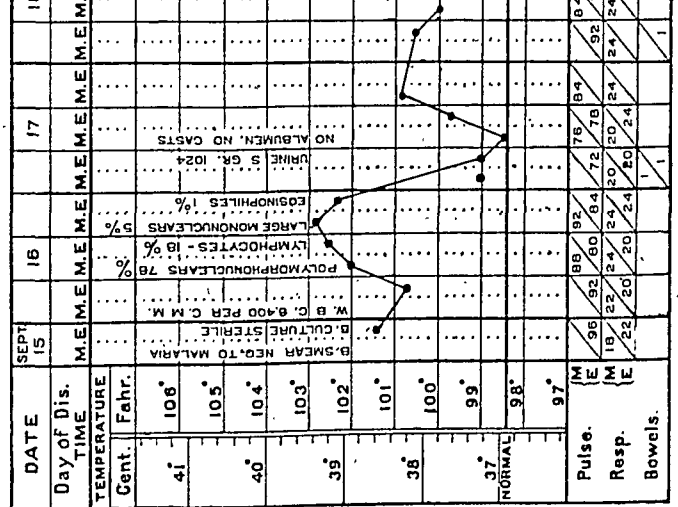 DATE SEPT. 15 16 17
Day of Dis.
TIME M.E M.E M.E M.E M.E M.E M.E M.E
TEMPERATURE
Cent. Fahr.
106°
41 105°
40° 104°
103°
39° 102°
101°
38° 100°
99°
37°
NORMAL 98°
97°
B.SMEAR NEG.TO MALARIA
B.CULTURE STERILE
W. B. C. 8,400 PER C. M. M.
POLYMORPHONUCLEARS 78 %
LYMPHOCYTES - 18 %
LARGE MONONUCLEARS 5%
EOSINOPHILES 1%
URINE S GR. 1024
NO ALBUMEN, NO CASTS
Pulse. M 88 92 76 84 84
E 96 92 80 84 72 78 92
Resp. M 18 22 24 24 20 20 24 24 24
E 22 20 20 24 20 24
Bowels. 1 1 1